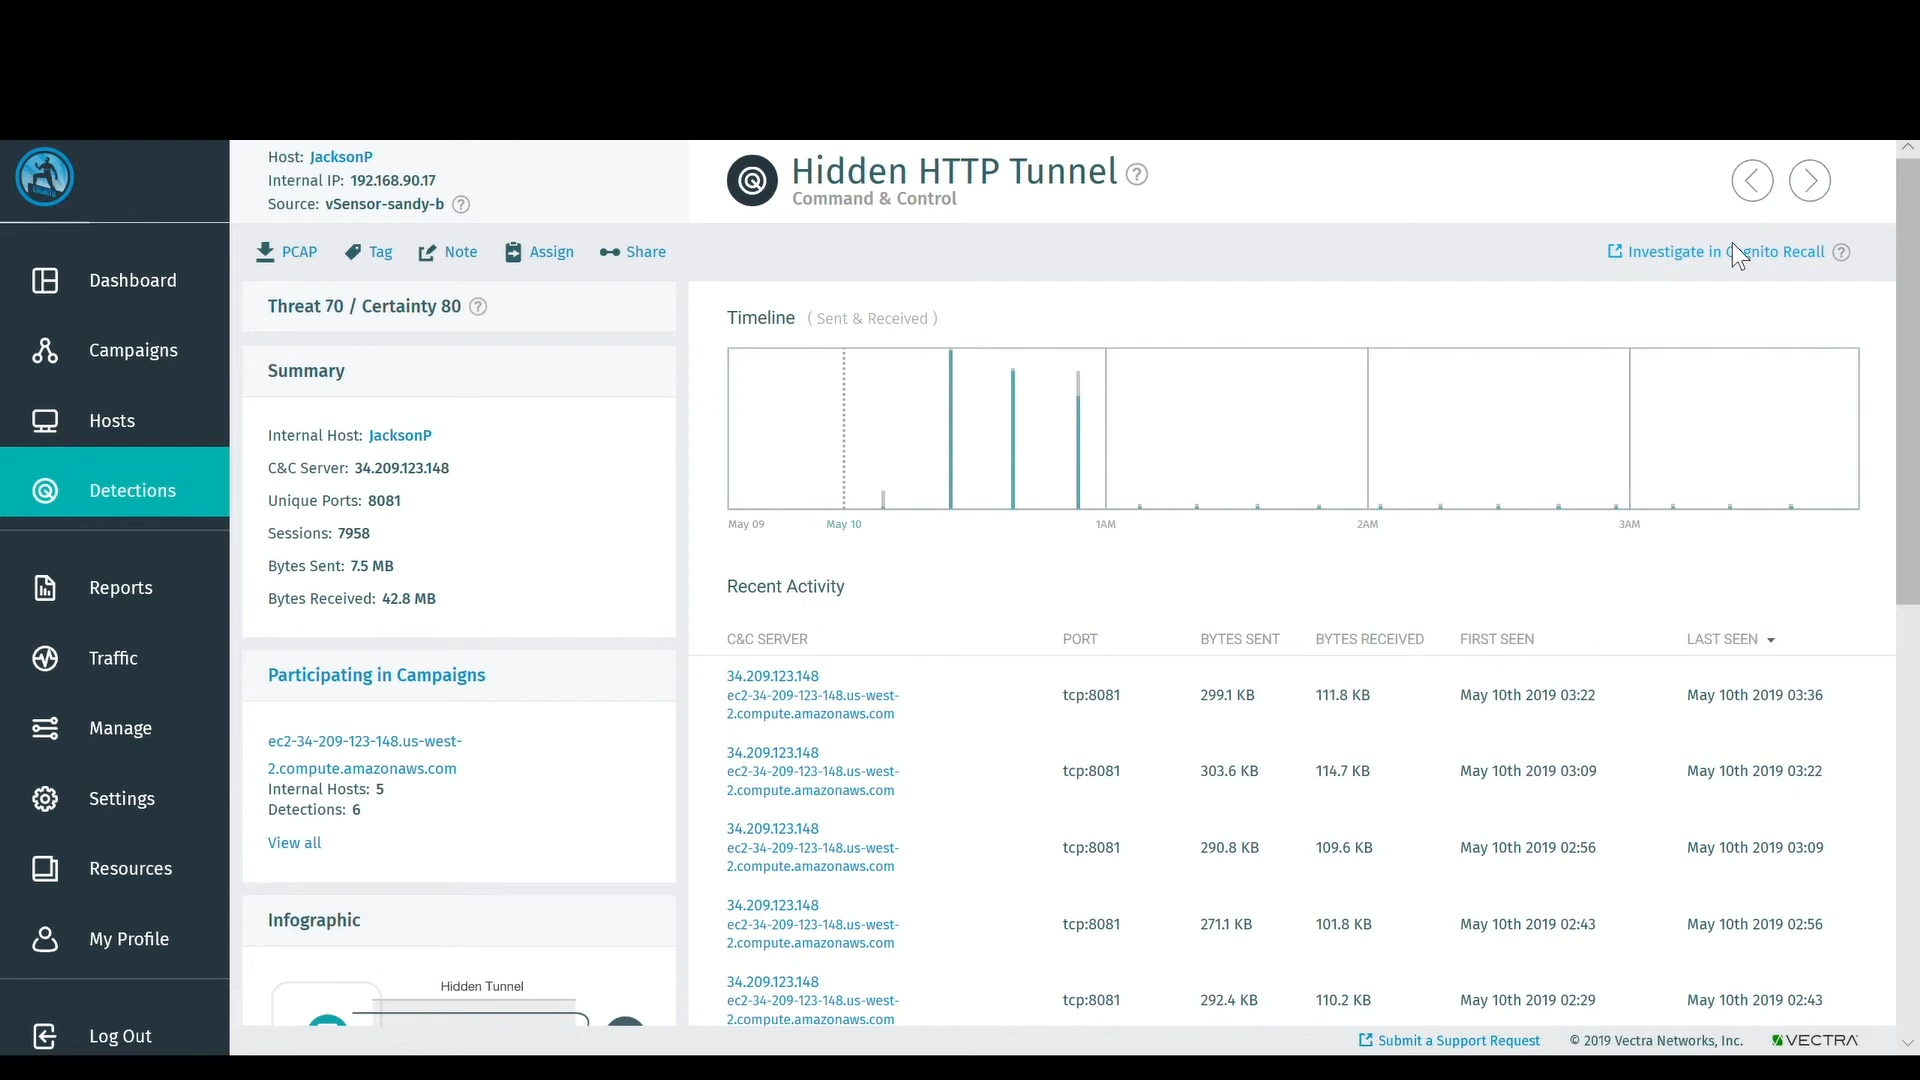 Host: JacksonP
Internal IP: 192.168.90.17
Source: vSensor-sandy-b ?
Hidden HTTP Tunnel ?
Command & Control
PCAP Tag Note Assign Share
Investigate in Cognito Recall ?
Dashboard
Campaigns
Hosts
Detections
Reports
Traffic
Manage
Settings
Resources
My Profile
Log Out
Threat 70 / Certainty 80 ?
Summary
Internal Host: JacksonP
C&C Server: 34.209.123.148
Unique Ports: 8081
Sessions: 7958
Bytes Sent: 7.5 MB
Bytes Received: 42.8 MB
Participating in Campaigns
ec2-34-209-123-148.us-west-
2.compute.amazonaws.com
Internal Hosts: 5
Detections: 6
View all
Infographic
Hidden Tunnel
Timeline ( Sent & Received )
May 09 May 10 1AM 2AM 3AM
Recent Activity
C&C SERVER PORT BYTES SENT BYTES RECEIVED FIRST SEEN LAST SEEN
34.209.123.148
ec2-34-209-123-148.us-west- tcp:8081 299.1 KB 111.8 KB May 10th 2019 03:22 May 10th 2019 03:36
2.compute.amazonaws.com
34.209.123.148
ec2-34-209-123-148.us-west- tcp:8081 303.6 KB 114.7 KB May 10th 2019 03:09 May 10th 2019 03:22
2.compute.amazonaws.com
34.209.123.148
ec2-34-209-123-148.us-west- tcp:8081 290.8 KB 109.6 KB May 10th 2019 02:56 May 10th 2019 03:09
2.compute.amazonaws.com
34.209.123.148
ec2-34-209-123-148.us-west- tcp:8081 271.1 KB 101.8 KB May 10th 2019 02:43 May 10th 2019 02:56
2.compute.amazonaws.com
34.209.123.148
ec2-34-209-123-148.us-west- tcp:8081 292.4 KB 110.2 KB May 10th 2019 02:29 May 10th 2019 02:43
2.compute.amazonaws.com
Submit a Support Request © 2019 Vectra Networks, Inc. VECTRA